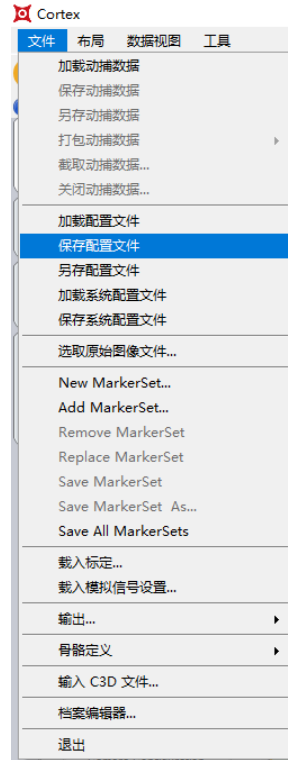 Cortex
文件 布局 数据视图 工具
加载动捕数据
保存动捕数据
另存动捕数据
打包动捕数据
截取动捕数据...
关闭动捕数据...
加载配置文件
保存配置文件
另存配置文件
加载系统配置文件
保存系统配置文件
选取原始图像文件...
New MarkerSet...
Add MarkerSet...
Remove MarkerSet
Replace MarkerSet
Save MarkerSet
Save MarkerSet As...
Save All MarkerSets
载入标定...
载入模拟信号设置...
输出...
骨骼定义
输入 C3D 文件...
档案编辑器...
退出